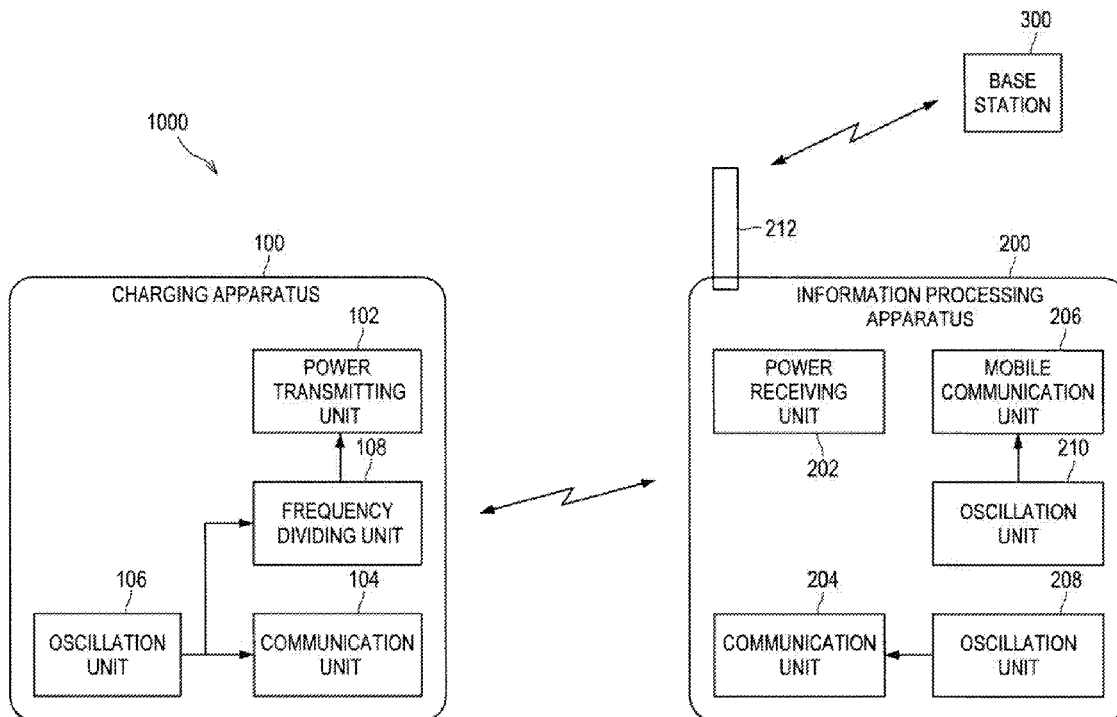 300
BASE
STATION
1000
212
100
CHARGING APPARATUS
102
POWER
TRANSMITTING
UNIT
108
FREQUENCY
DIVIDING UNIT
106
OSCILLATION
UNIT
104
COMMUNICATION
UNIT
200
INFORMATION PROCESSING
APPARATUS
206
POWER
RECEIVING
UNIT
202
MOBILE
COMMUNICATION
UNIT
210
OSCILLATION
UNIT
204
COMMUNICATION
UNIT
208
OSCILLATION
UNIT